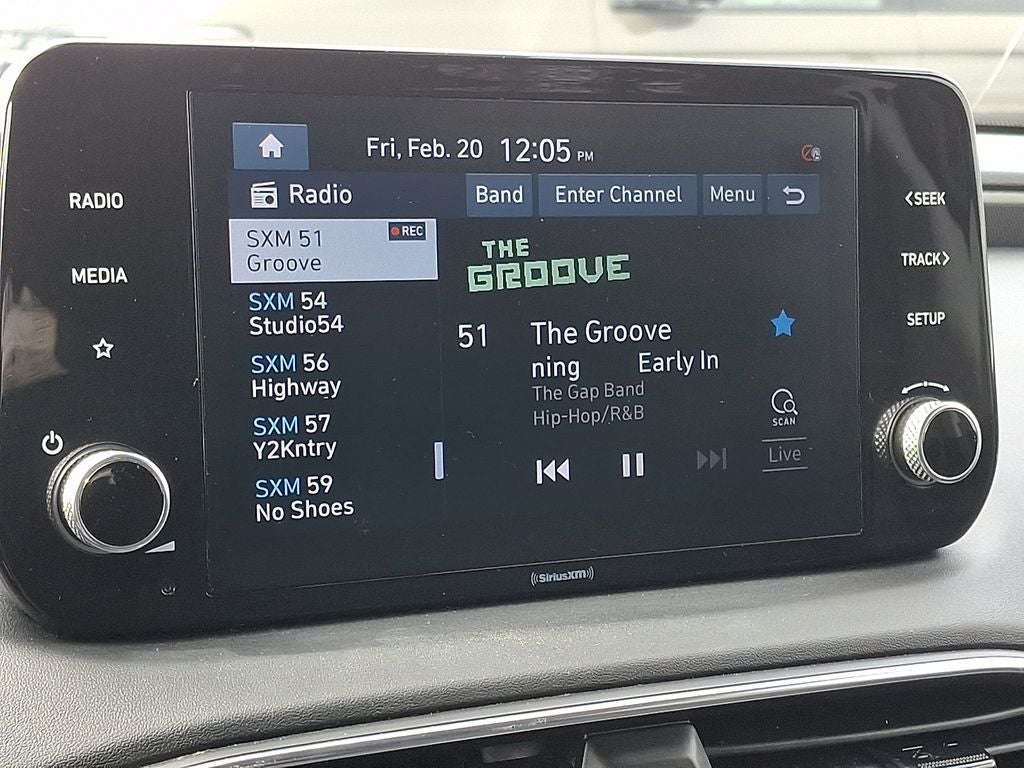 Fri, Feb. 20 12:05 PM
RADIO
Radio
Band
Enter Channel
Menu
<SEEK
SXM 51
REC
Groove
THE
GROOVE
MEDIA
TRACK>
SXM 54
Studio54
51
The Groove
SETUP
SXM 56
Highway
ning Early In
The Gap Band
Hip-Hop/R&B
SCAN
SXM 57
Y2Kntry
Live
SXM 59
No Shoes
((SiriusXM))